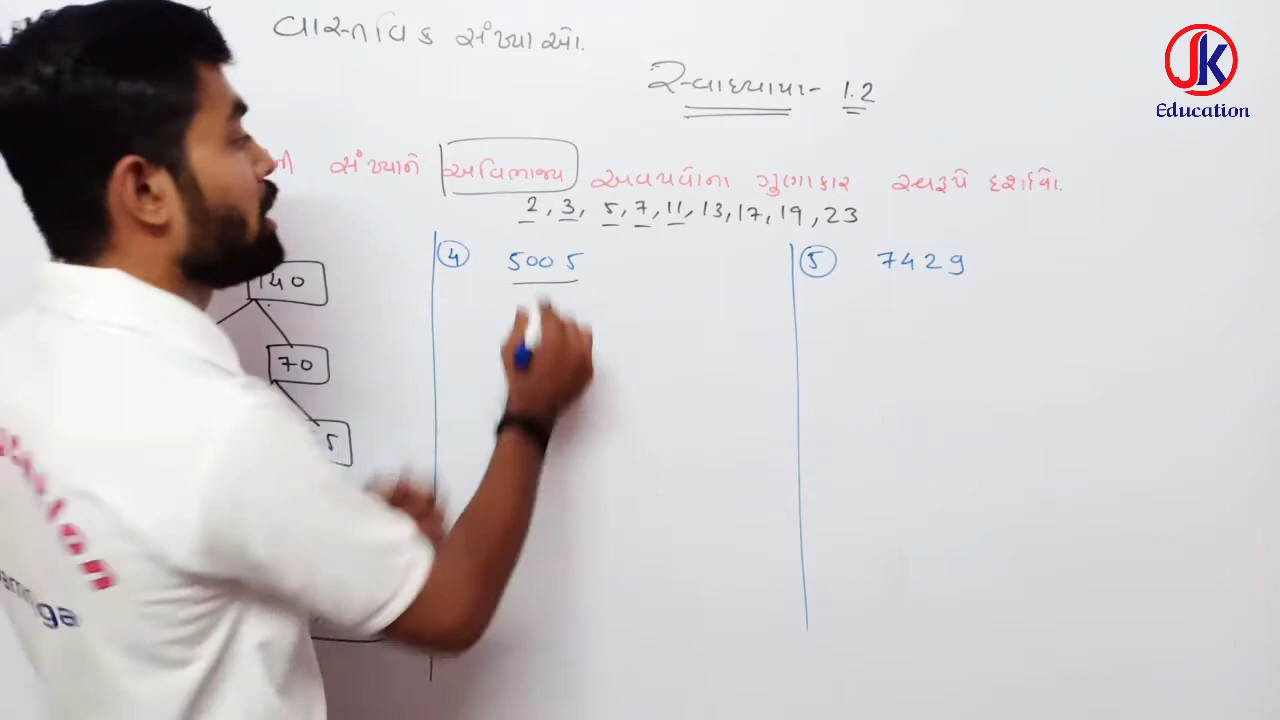 વાસ્તવિક સંખ્યાઓ.
સ્વાધ્યાય- 1.2
સંખ્યાને અવિભાજ્ય અવયવોના ગુણાકાર સ્વરૂપે દર્શાવો.
2, 3, 5, 7, 11, 13, 17, 19, 23
4 5005
5 7429
140
70
5
JK
Education